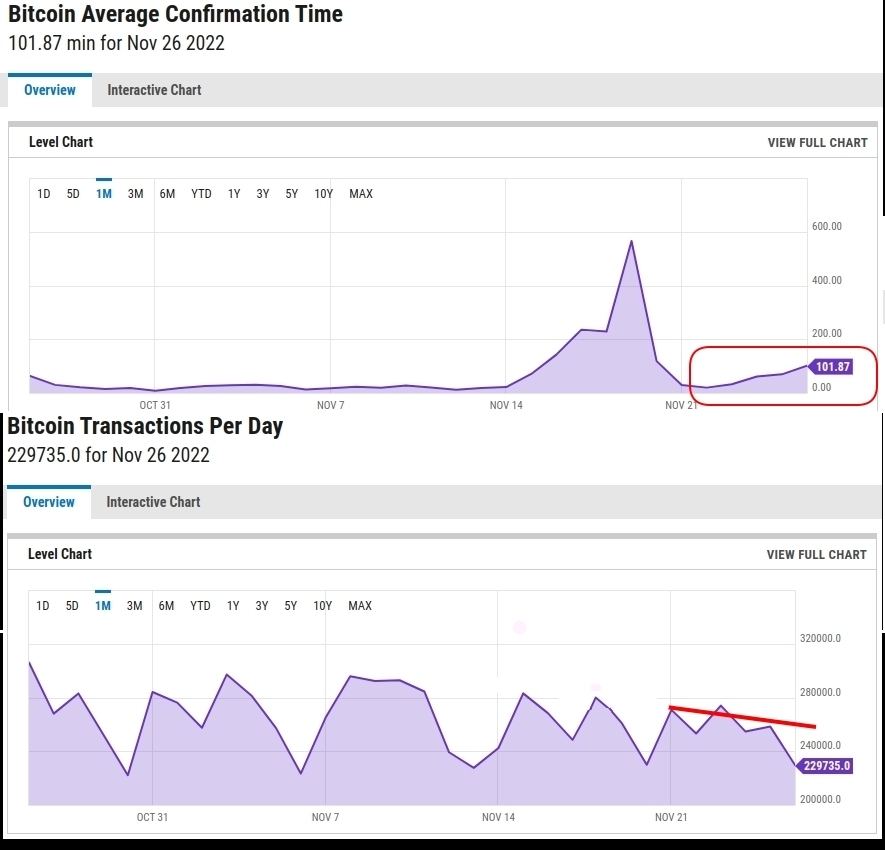 Bitcoin Average Confirmation Time
101.87 min for Nov 26 2022
Overview Interactive Chart
Level Chart VIEW FULL CHART
1D 5D 1M 3M 6M YTD 1Y 3Y 5Y 10Y MAX
600.00
400.00
200.00
101.87
0.00
OCT 31 NOV 7 NOV 14 NOV 21
Bitcoin Transactions Per Day
229735.0 for Nov 26 2022
Overview Interactive Chart
Level Chart VIEW FULL CHART
1D 5D 1M 3M 6M YTD 1Y 3Y 5Y 10Y MAX
320000.0
280000.0
240000.0
229735.0
200000.0
OCT 31 NOV 7 NOV 14 NOV 21